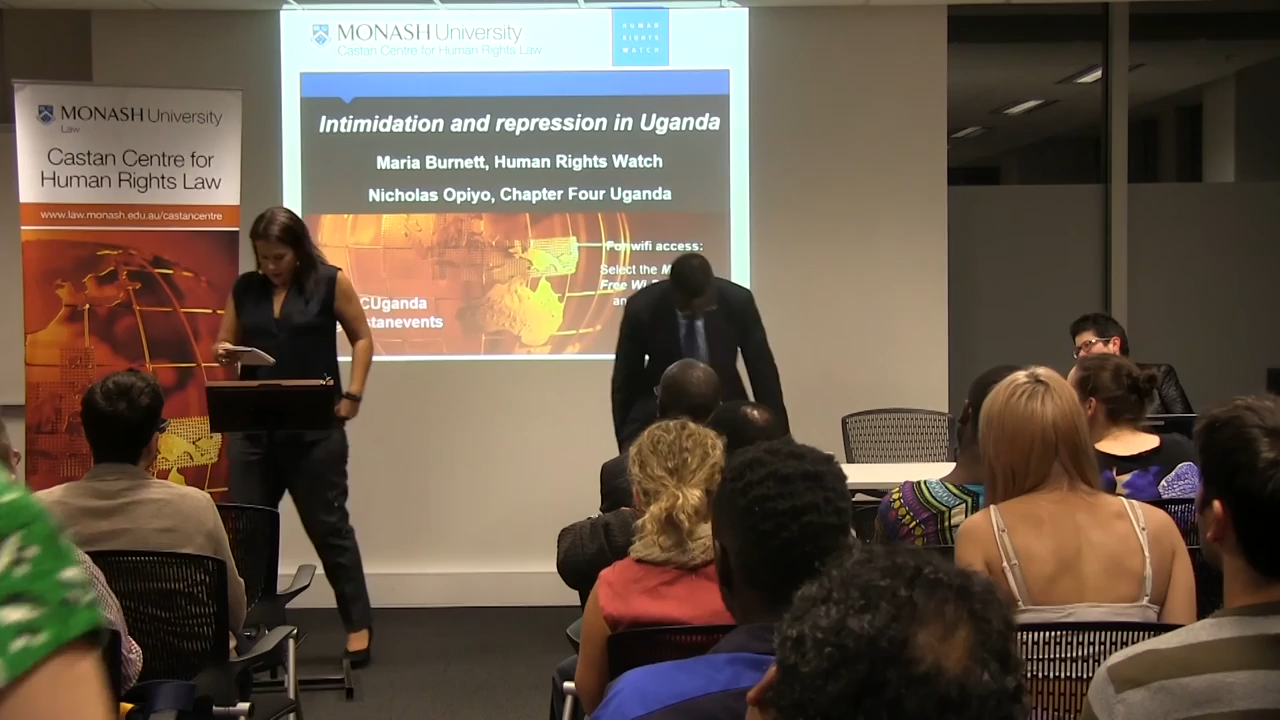 MONASH University
Law
Castan Centre for
Human Rights Law
www.law.monash.edu.au/castancentre
MONASH University
Castan Centre for Human Rights Law
HUMAN
RIGHTS
WATCH
Intimidation and repression in Uganda
Maria Burnett, Human Rights Watch
Nicholas Opiyo, Chapter Four Uganda
For wifi access:
Select the
Free Wi
CUganda
stanevents